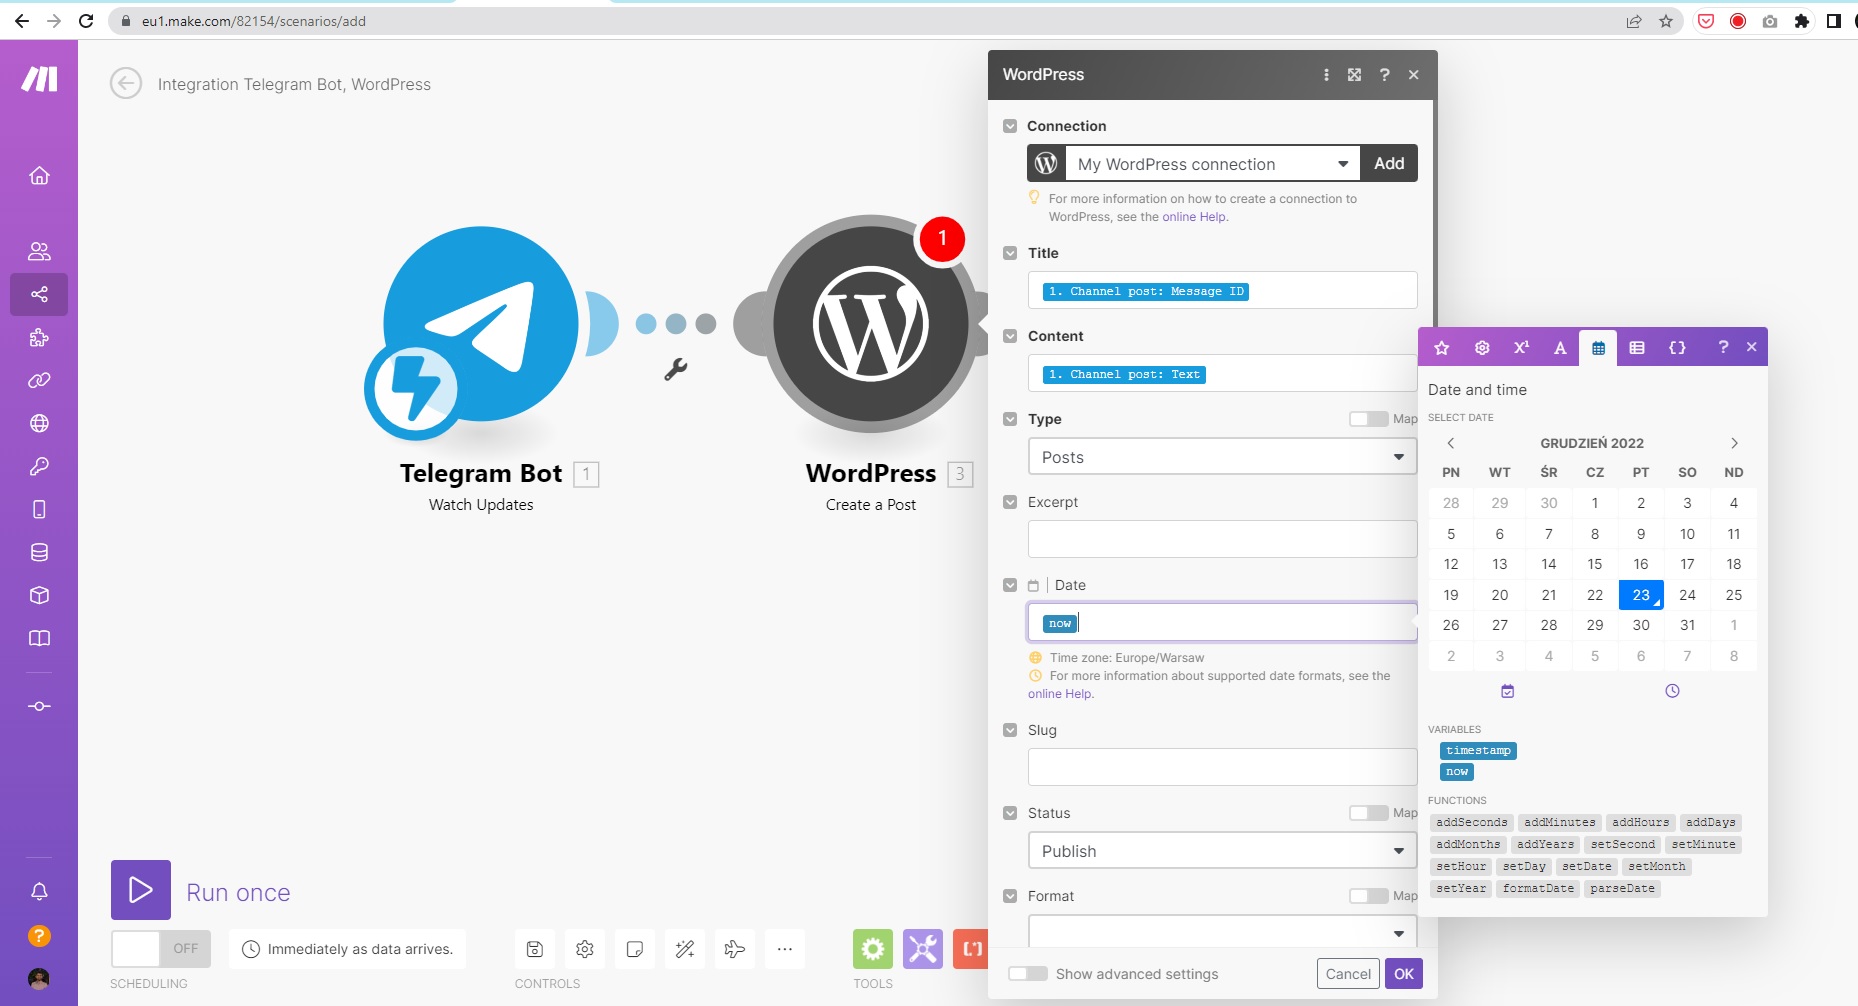 eu1.make.com/82154/scenarios/add
Integration Telegram Bot, WordPress
1
Telegram Bot 1
Watch Updates
WordPress 3
Create a Post
Run once
OFF
Immediately as data arrives.
SCHEDULING
CONTROLS
TOOLS
WordPress
?
Connection
My WordPress connection
Add
For more information on how to create a connection to
WordPress, see the online Help.
Title
1. Channel post: Message ID
Content
1. Channel post: Text
Type
Map
Posts
Excerpt
Date
now
Time zone: Europe/Warsaw
For more information about supported date formats, see the
online Help.
Slug
Status
Map
Publish
Format
Map
Show advanced settings
Cancel
OK
Date and time
SELECT DATE
GRUDZIEŃ 2022
PN WT ŚR CZ PT SO ND
28 29 30 1 2 3 4
5 6 7 8 9 10 11
12 13 14 15 16 17 18
19 20 21 22 23 24 25
26 27 28 29 30 31 1
2 3 4 5 6 7 8
VARIABLES
timestamp
now
FUNCTIONS
addSeconds addMinutes addHours addDays
addMonths addYears setSecond setMinute
setHour setDay setDate setMonth
setYear formatDate parseDate